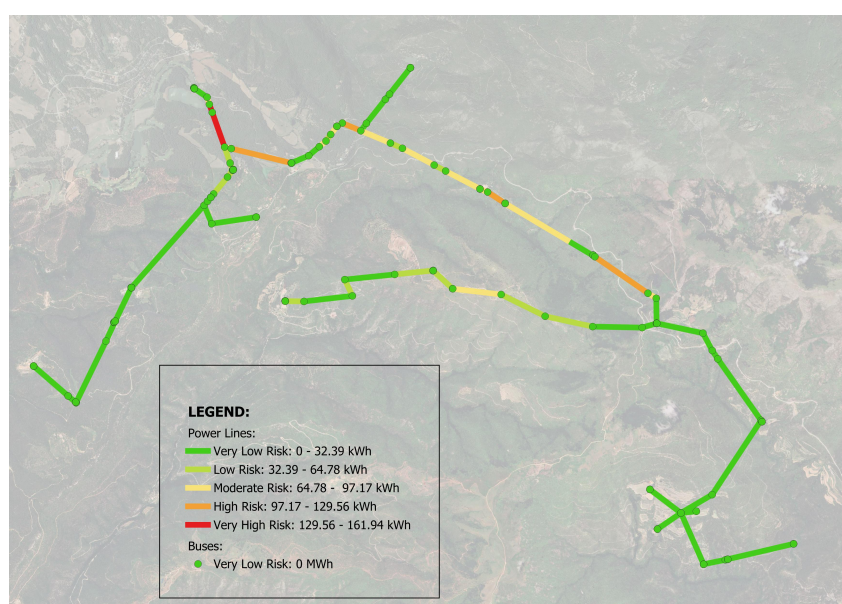 LEGEND:
Power Lines:
Very Low Risk: 0 - 32.39 kWh
Low Risk: 32.39 - 64.78 kWh
Moderate Risk: 64.78 - 97.17 kWh
High Risk: 97.17 - 129.56 kWh
Very High Risk: 129.56 - 161.94 kWh
Buses:
Very Low Risk: 0 MWh